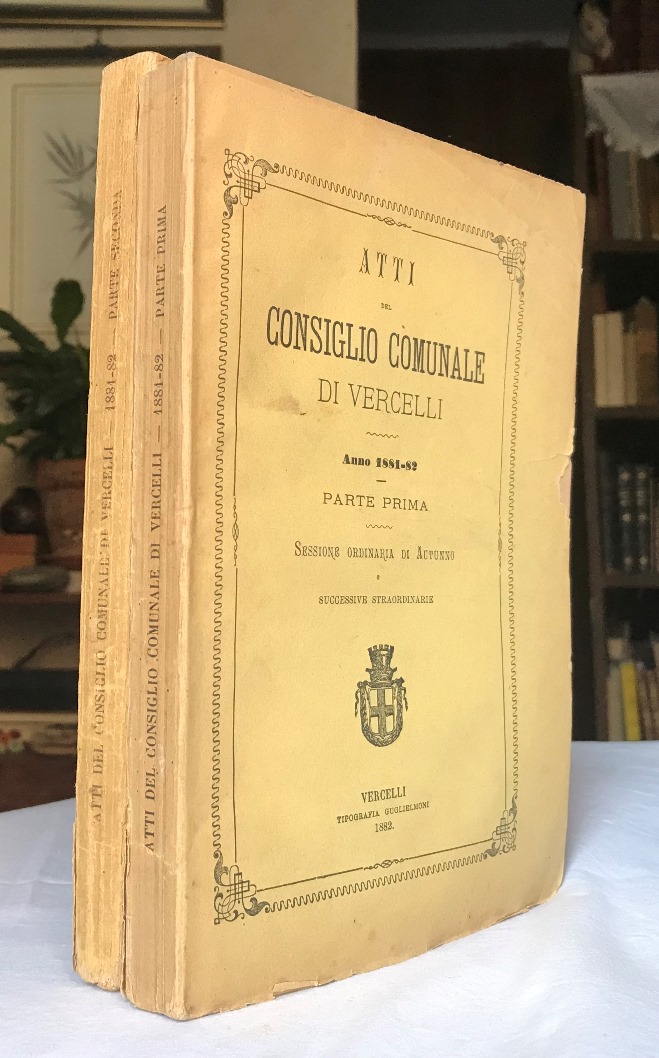 ATTI DEL CONSIGLIO COMUNALE DI VERCELLI — 1881-82 — PARTE SECONDA
ATTI DEL CONSIGLIO COMUNALE DI VERCELLI — 1881-82 — PARTE PRIMA
ATTI
DEL
CONSIGLIO COMUNALE
DI VERCELLI
Anno 1881-82
PARTE PRIMA
SESSIONE ORDINARIA DI AUTUNNO
e
SUCCESSIVE STRAORDINARIE
VERCELLI
TIPOGRAFIA GUGLIELMONI
1882.